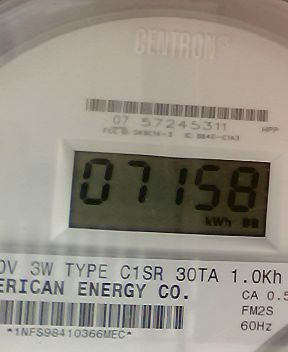 CENTRON
07 57245311
HPP
07158
kWh
0V 3W TYPE C1SR 30TA 1.0Kh
ERICAN ENERGY CO.
CA 0.5
FM2S
*1NFS98410366MEC*
60Hz